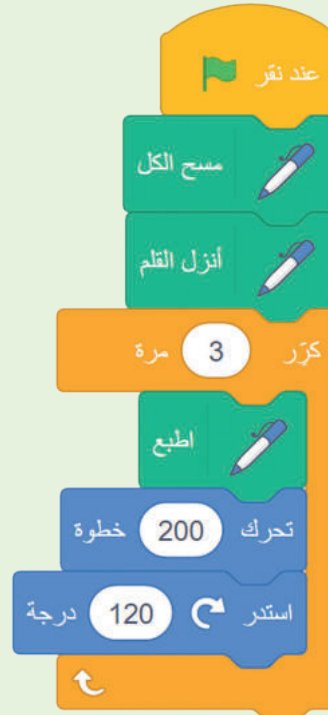 عند نقر
مسح الكل
أنزل القلم
كرّر 3 مرة
اطبع
تحرك 200 خطوة
استدر 120 درجة